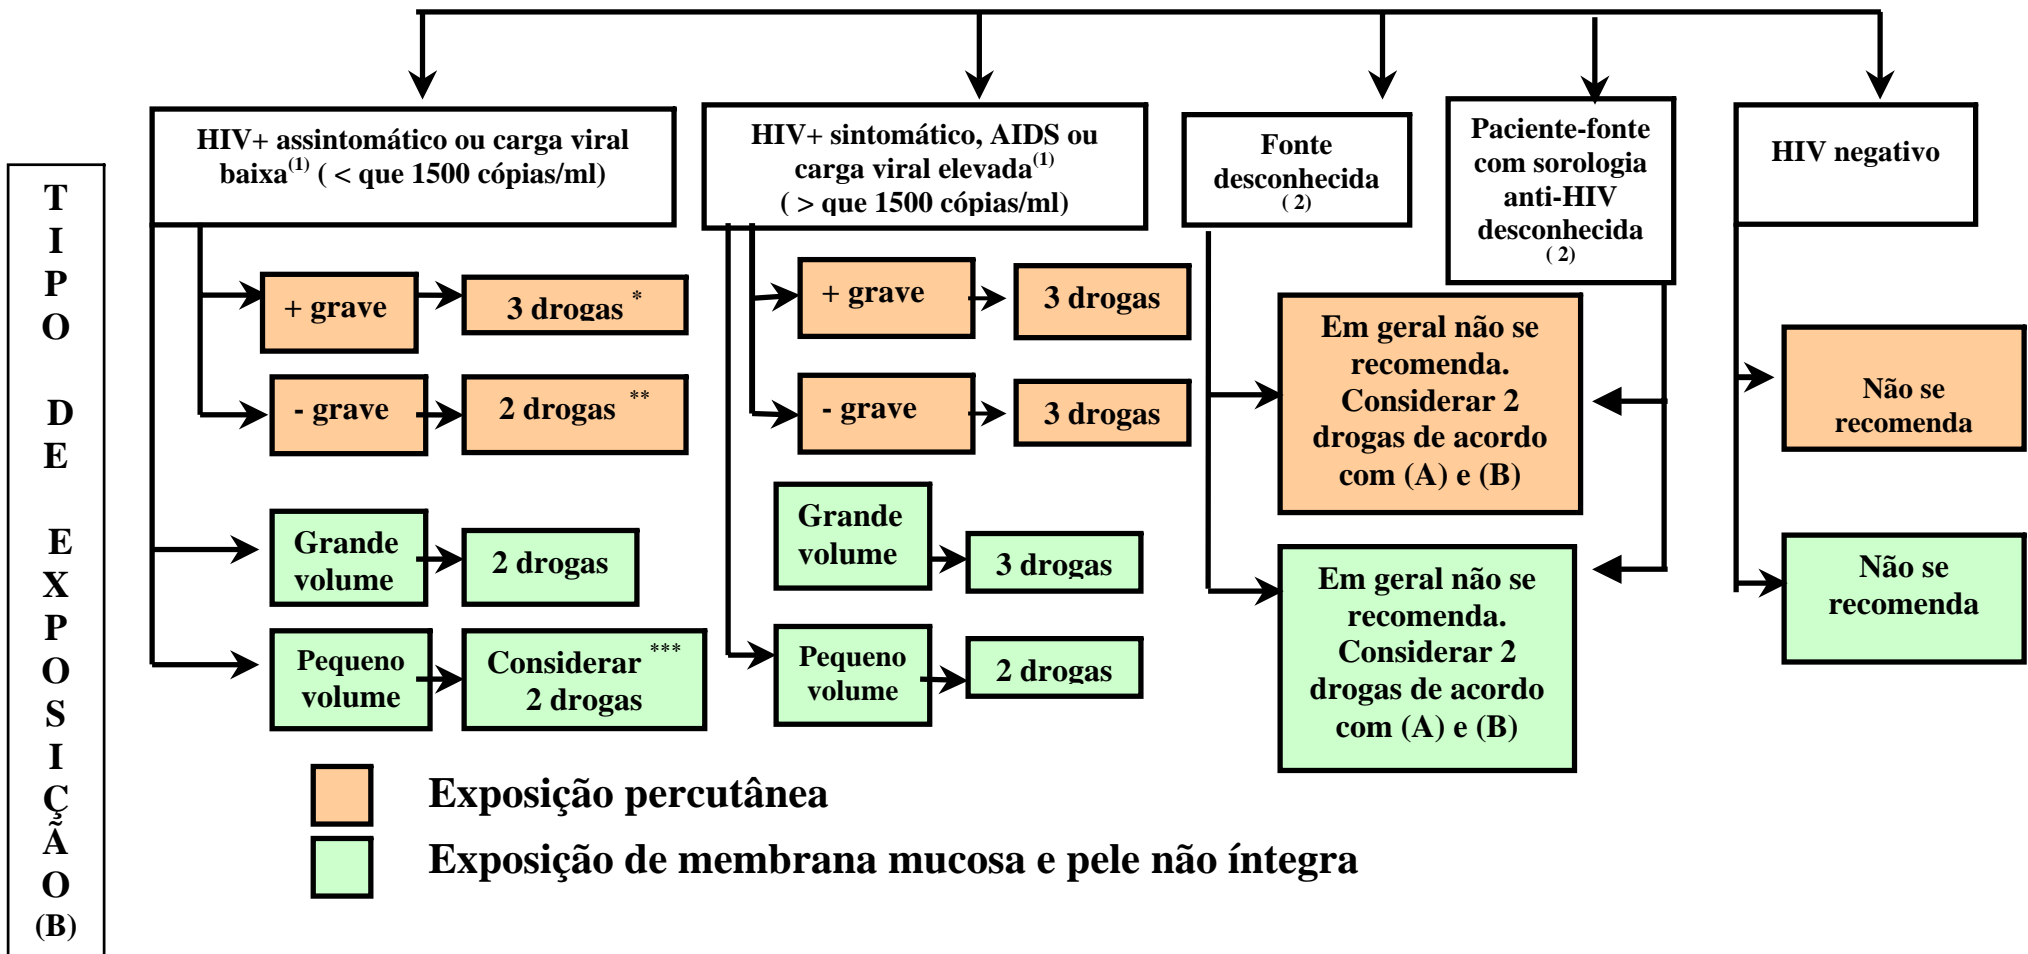 HIV+ assintomático ou carga viral
baixa(1) ( < que 1500 cópias/ml)
HIV+ sintomático, AIDS ou
carga viral elevada(1)
( > que 1500 cópias/ml)
Fonte
desconhecida
( 2)
Paciente-fonte
com sorologia
anti-HIV
desconhecida
( 2)
HIV negativo
T
I
P
O
D
E
E
X
P
O
S
I
Ç
Ã
O
(B)
+ grave
3 drogas *
- grave
2 drogas **
Grande
volume
2 drogas
Pequeno
volume
Considerar ***
2 drogas
+ grave
3 drogas
- grave
3 drogas
Grande
volume
3 drogas
Pequeno
volume
2 drogas
Em geral não se
recomenda.
Considerar 2
drogas de acordo
com (A) e (B)
Em geral não se
recomenda.
Considerar 2
drogas de acordo
com (A) e (B)
Não se
recomenda
Não se
recomenda
Exposição percutânea
Exposição de membrana mucosa e pele não íntegra